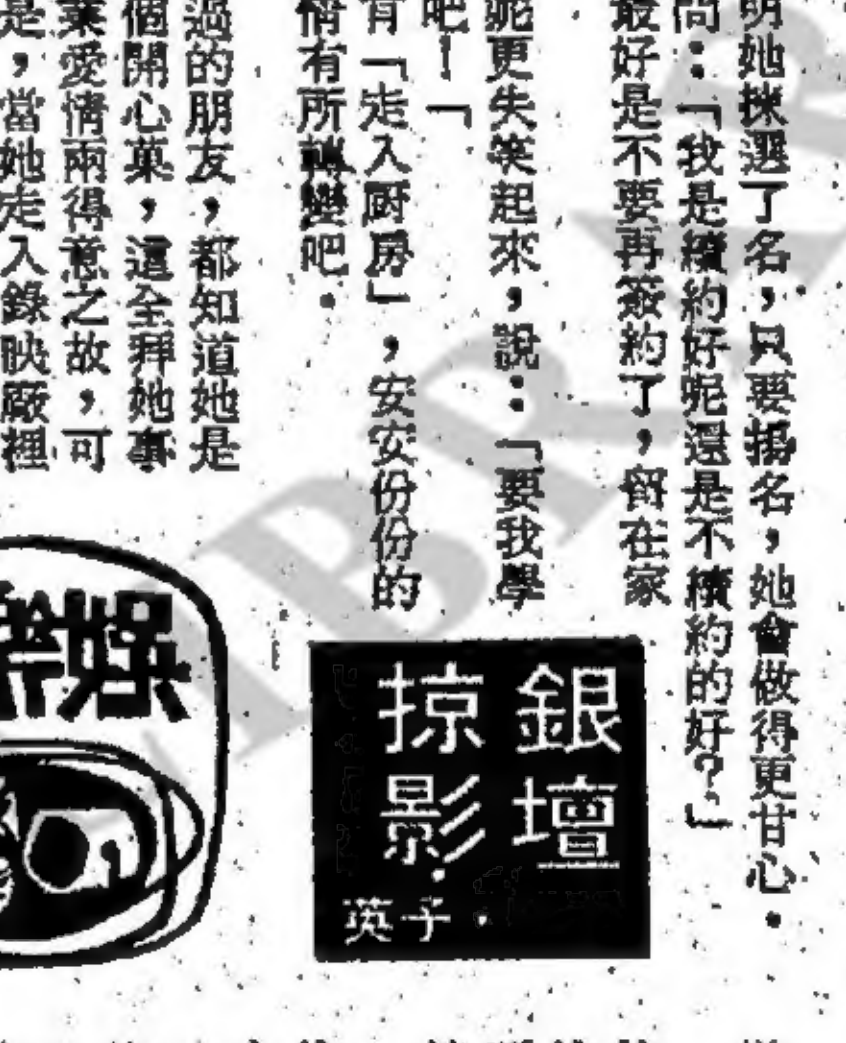 明她揀選了名，只要揚名，她會做得更甘心。
問：「我是續約好呢還是不續約的好？」
最好是不要再簽約了，留在家
呢更失笑起來，說：「要我學
吧！」
有「走入厨房」，安安份份的
情有所轉變吧。
過的朋友，都知道她是
個開心菓，這全拜她事
業愛情兩得意之故，可
是，當她走入錄映廠裡
銀壇
掠影．
英子．
娛